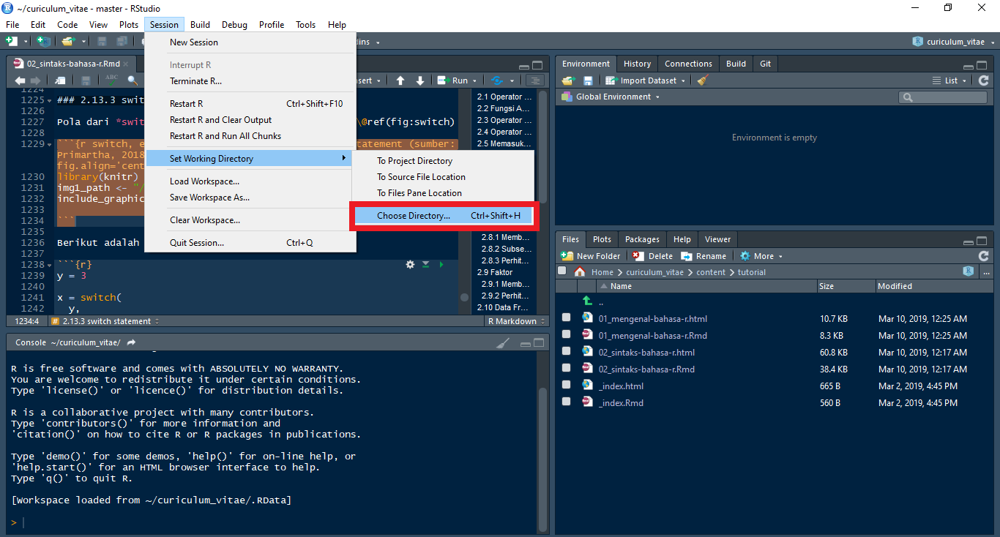 ~/curiculum_vitae - master - RStudio
File Edit Code View Plots Session Build Debug Profile Tools Help
curiculum_vitae
New Session
Interrupt R
Terminate R...
Restart R Ctrl+Shift+F10
Restart R and Clear Output
Restart R and Run All Chunks
Set Working Directory
Load Workspace...
Save Workspace As...
Clear Workspace...
Quit Session... Ctrl+Q
To Project Directory
To Source File Location
To Files Pane Location
Choose Directory... Ctrl+Shift+H
02_sintaks-bahasa-r.Rmd
ABC
Run
1224
1225 ### 2.13.3 swit
1226
1227 Pola dari *swit \@ref(fig:switch)
1228
1229 ```{r switch, e tatement (sumber:
Primartha, 2018
fig.align='cent
1230 library(knitr)
1231 img1_path <- "/
1232 include_graphic
1233
1234 ```
1235
1236 Berikut adalah
1237
1238 ```{r}
1239 y = 3
1240
1241 x = switch(
1242 y,
2.1 Operator ...
2.2 Fungsi A...
2.3 Operator ...
2.4 Operator ...
2.5 Memasuk...
2.8.1 Memb...
2.8.2 Subse...
2.8.3 Perhit...
2.9 Faktor
2.9.1 Memb...
2.9.2 Perhit...
2.10 Data Fr...
1234:4 # 2.13.3 switch statement R Markdown
Console ~/curiculum_vitae/
R is free software and comes with ABSOLUTELY NO WARRANTY.
You are welcome to redistribute it under certain conditions.
Type 'license()' or 'licence()' for distribution details.
R is a collaborative project with many contributors.
Type 'contributors()' for more information and
'citation()' on how to cite R or R packages in publications.
Type 'demo()' for some demos, 'help()' for on-line help, or
'help.start()' for an HTML browser interface to help.
Type 'q()' to quit R.
[Workspace loaded from ~/curiculum_vitae/.RData]
>
Environment History Connections Build Git
Import Dataset List
Global Environment
Environment is empty
Files Plots Packages Help Viewer
New Folder Delete Rename More
Home curiculum_vitae content tutorial ...
Name Size Modified
..
01_mengenal-bahasa-r.html 10.7 KB Mar 10, 2019, 12:25 AM
01_mengenal-bahasa-r.Rmd 8.3 KB Mar 10, 2019, 12:25 AM
02_sintaks-bahasa-r.html 60.8 KB Mar 10, 2019, 12:17 AM
02_sintaks-bahasa-r.Rmd 38.4 KB Mar 10, 2019, 12:17 AM
_index.html 665 B Mar 2, 2019, 4:45 PM
_index.Rmd 560 B Mar 2, 2019, 4:45 PM